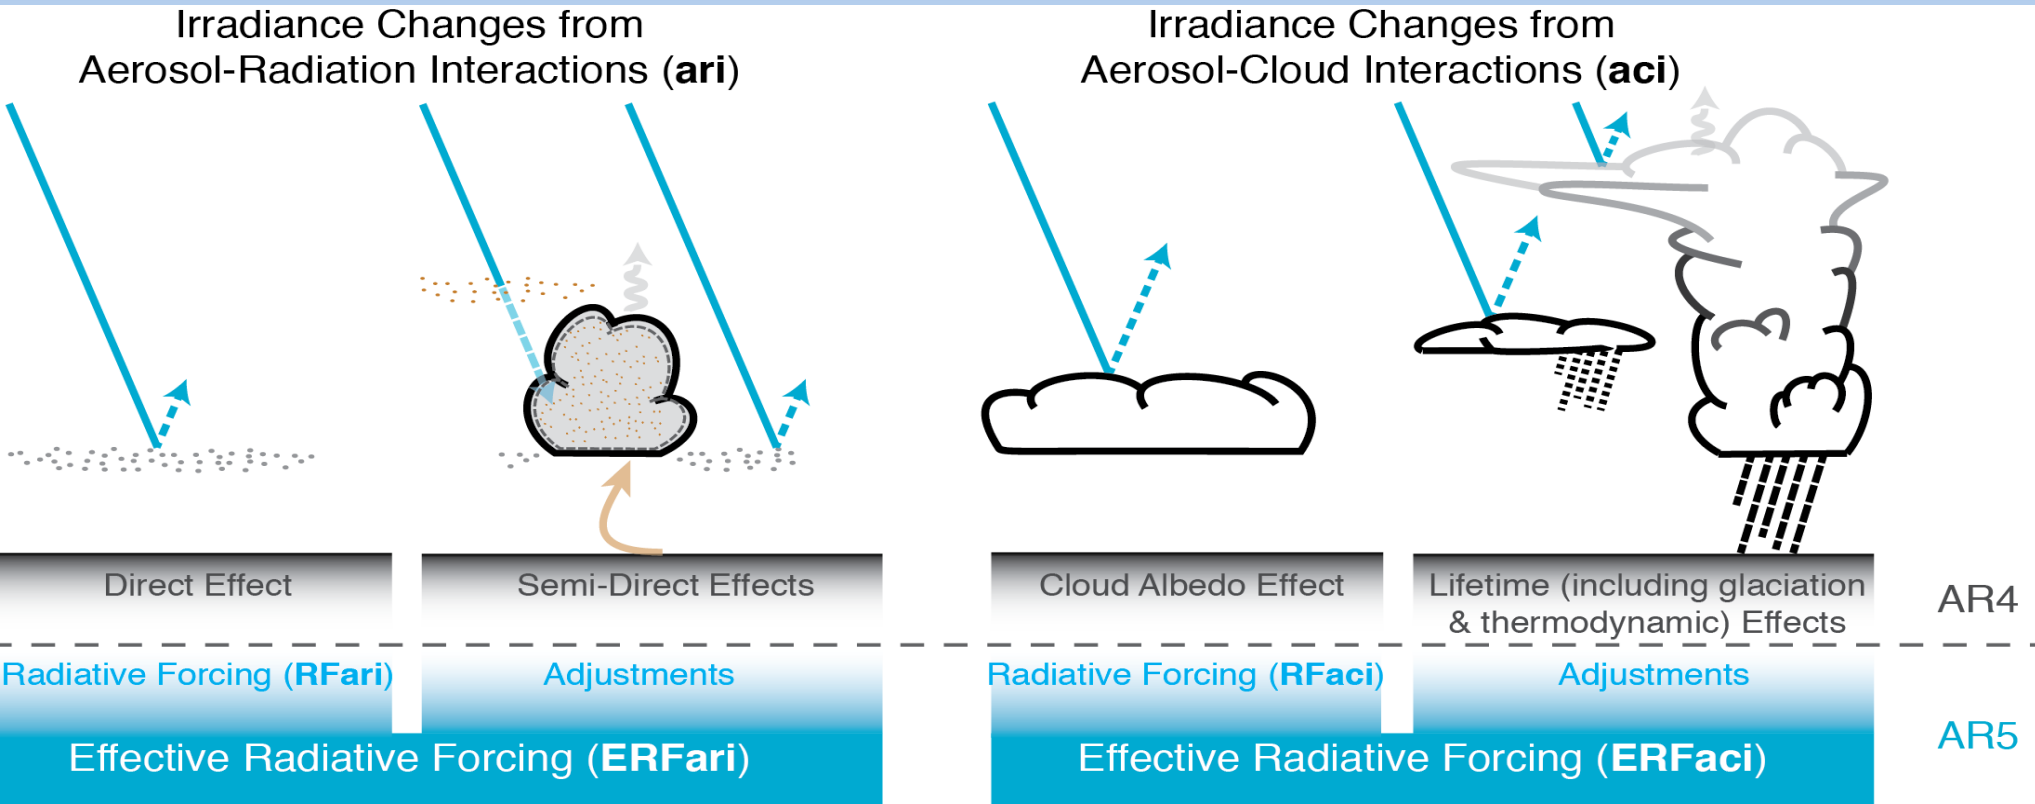 Irradiance Changes from
Aerosol-Radiation Interactions (ari)
Irradiance Changes from
Aerosol-Cloud Interactions (aci)
Direct Effect
Semi-Direct Effects
Cloud Albedo Effect
Lifetime (including glaciation
& thermodynamic) Effects
AR4
Radiative Forcing (RFari)
Adjustments
Radiative Forcing (RFaci)
Adjustments
AR5
Effective Radiative Forcing (ERFari)
Effective Radiative Forcing (ERFaci)